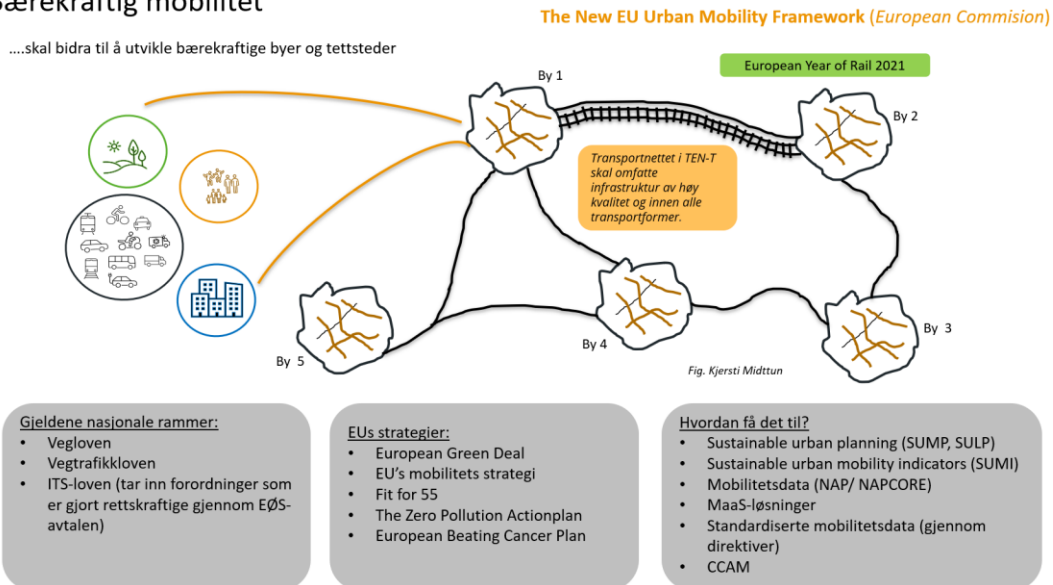 Bærekraftig mobilitet
The New EU Urban Mobility Framework (European Commision)
....skal bidra til å utvikle bærekraftige byer og tettsteder
European Year of Rail 2021
By 1
By 2
Transportnettet i TEN-T
skal omfatte
infrastruktur av høy
kvalitet og innen alle
transportformer.
By 3
By 4
By 5
Fig. Kjersti Midttun
Gjeldene nasjonale rammer:
• Vegloven
• Vegtrafikkloven
• ITS-loven (tar inn forordninger som
er gjort rettskraftige gjennom EØS-
avtalen)
EUs strategier:
• European Green Deal
• EU's mobilitets strategi
• Fit for 55
• The Zero Pollution Actionplan
• European Beating Cancer Plan
Hvordan få det til?
• Sustainable urban planning (SUMP, SULP)
• Sustainable urban mobility indicators (SUMI)
• Mobilitetsdata (NAP/ NAPCORE)
• MaaS-løsninger
• Standardiserte mobilitetsdata (gjennom
direktiver)
• CCAM